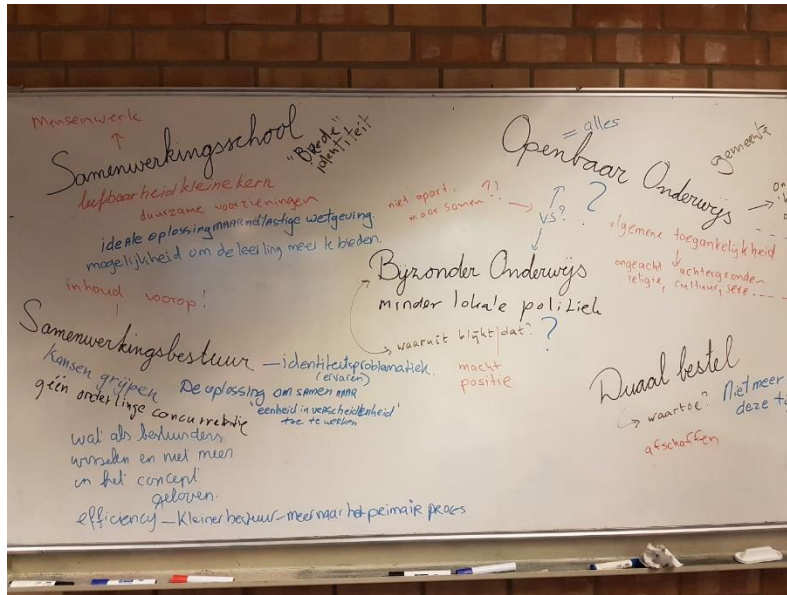 mensenwerk
Samenwerkingsschool
"Brede"
identiteit
leefbaarheid kleine kern
duurzame voorzieningen
ideale oplossing MAAR met lastige wetgeving.
mogelijkheid om de leerling meer te bieden.
inhoud voorop!
Samenwerkingsbestuur — identiteitsproblematiek.
(ervaren)
kansen grijpen
De oplossing om samen MAAR
'eenheid in verscheidenheid'
toe te werken
géén onderlinge concurrentie
wat als bestuurders
wisselen en niet meer
in het concept
geloven.
efficiency — kleiner bestuur — meer naar het primair proces
= alles
Openbaar Onderwijs
gemeente
niet apart,
maar samen?!
vs? ?
algemene toegankelijkheid
ongeacht achtergronden
religie, cultuur, sexe....
Bijzonder Onderwijs
minder lokale politiek
waaruit blijkt dat? ?
macht
positie
Duaal bestel
waartoe?
Niet meer
deze
afschaffen